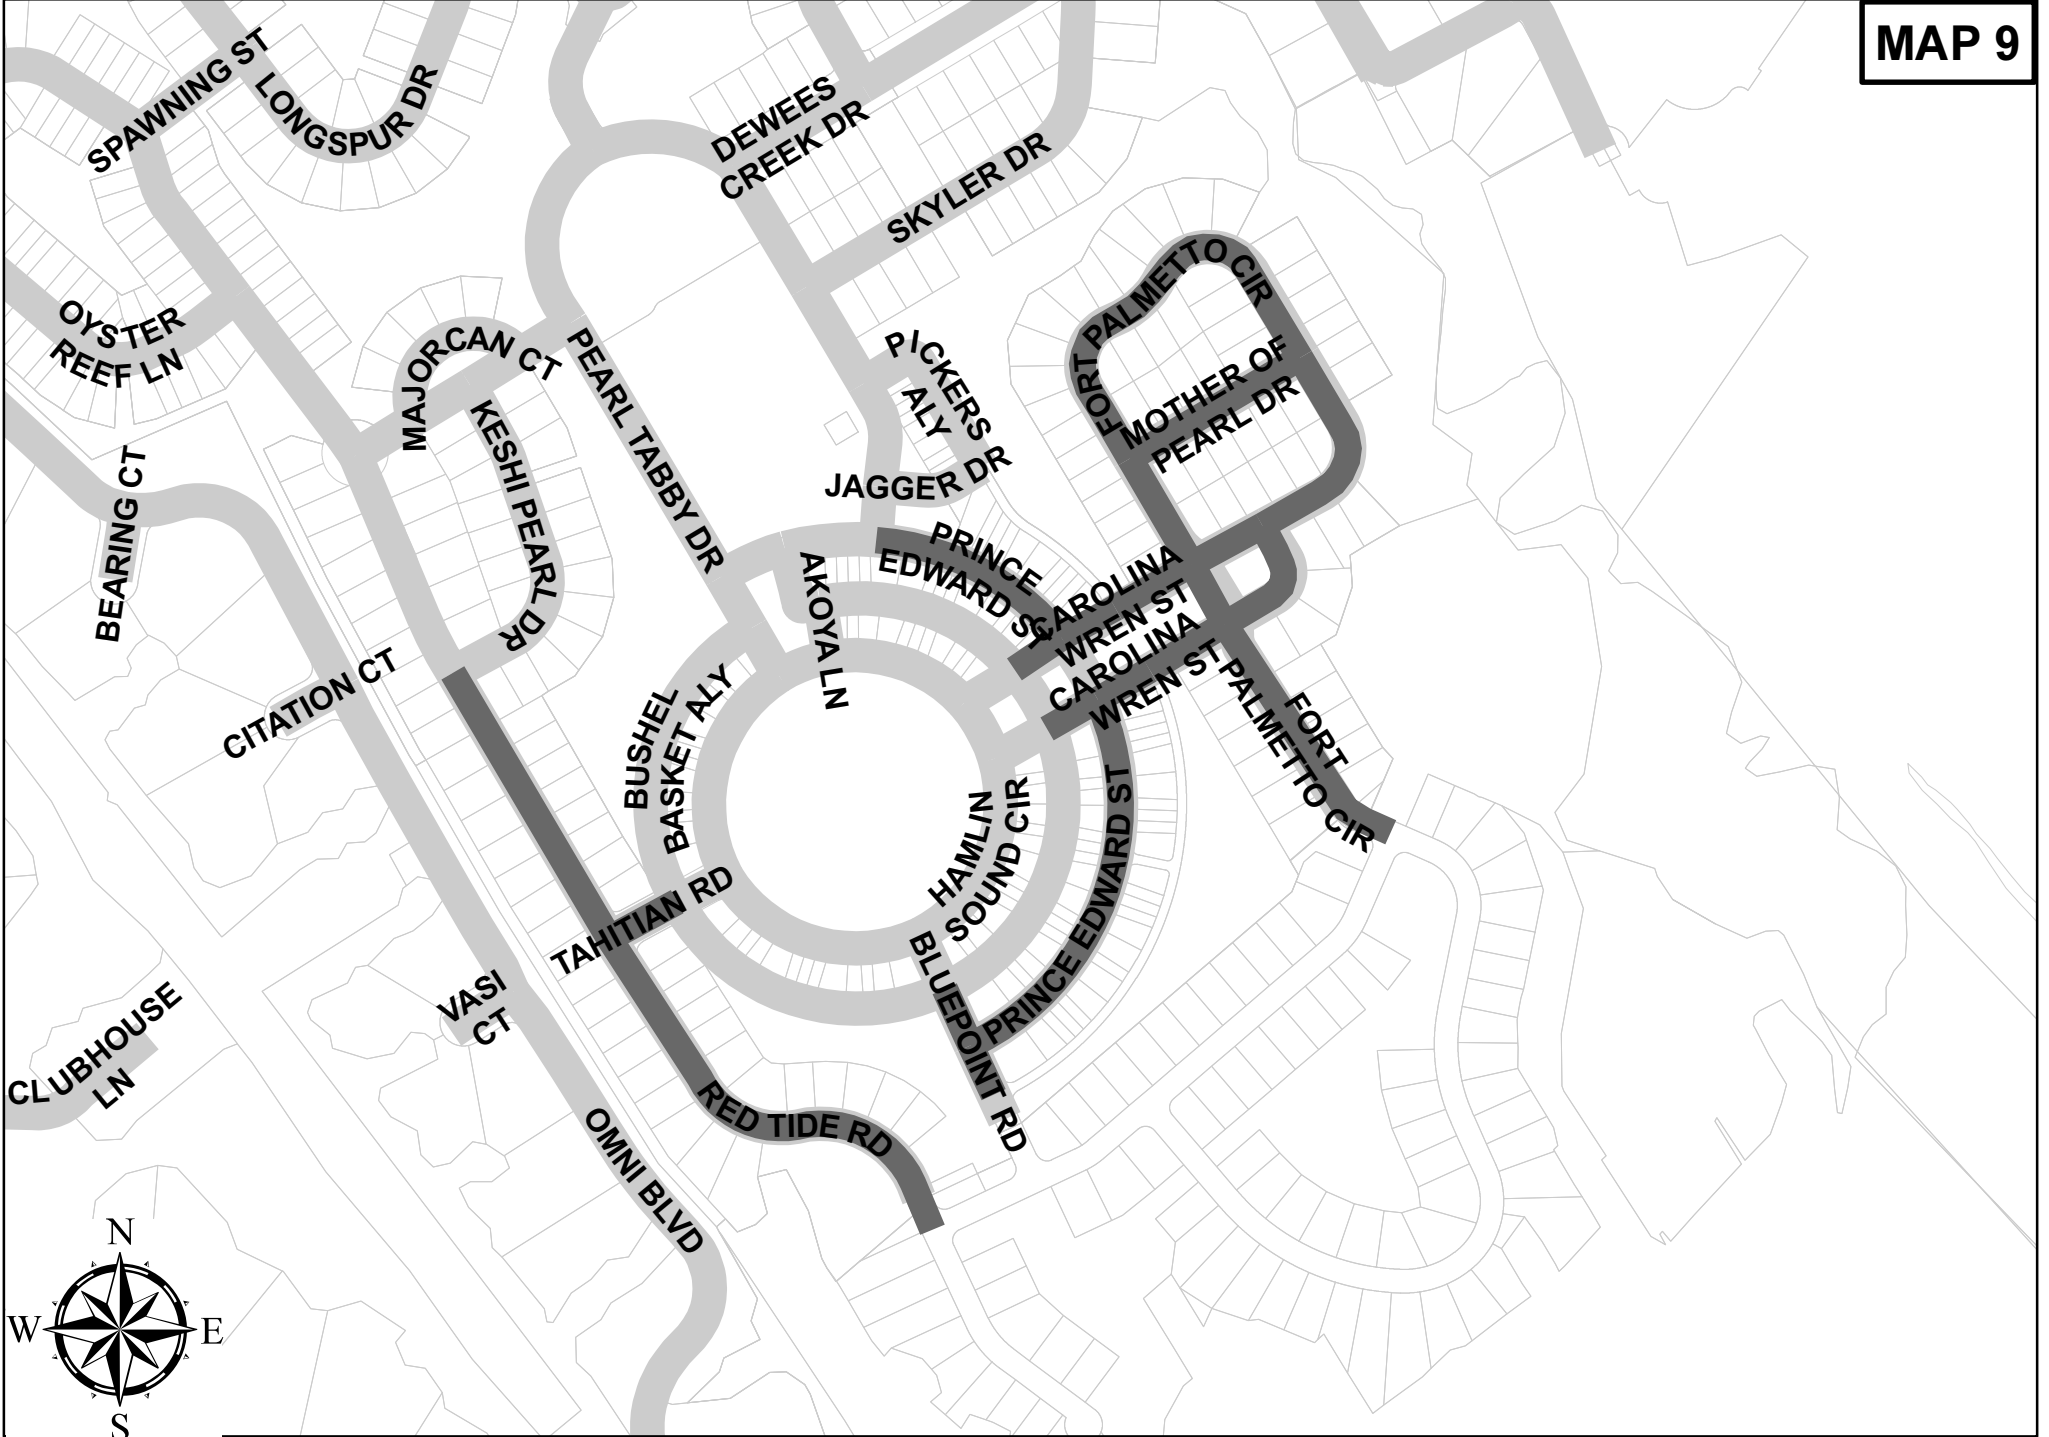 MAP 9
SPAWNING ST
LONGSPUR DR
DEWEES
CREEK DR
SKYLER DR
OYSTER
REEF LN
MAJORCAN CT
PEARL TABBY DR
PICKERS
ALY
FORT PALMETTO CIR
MOTHER OF
PEARL DR
KESHI PEARL DR
BEARING CT
JAGGER DR
PRINCE
EDWARD ST
AKOYA LN
CAROLINA
WREN ST
CAROLINA
WREN ST
CITATION CT
BUSHEL
BASKET ALY
FORT
PALMETTO CIR
HAMLIN
SOUND CIR
PRINCE EDWARD ST
TAHITIAN RD
BLUEPOINT RD
VASI
CT
CLUBHOUSE
LN
RED TIDE RD
OMNI BLVD
N
W
E
S